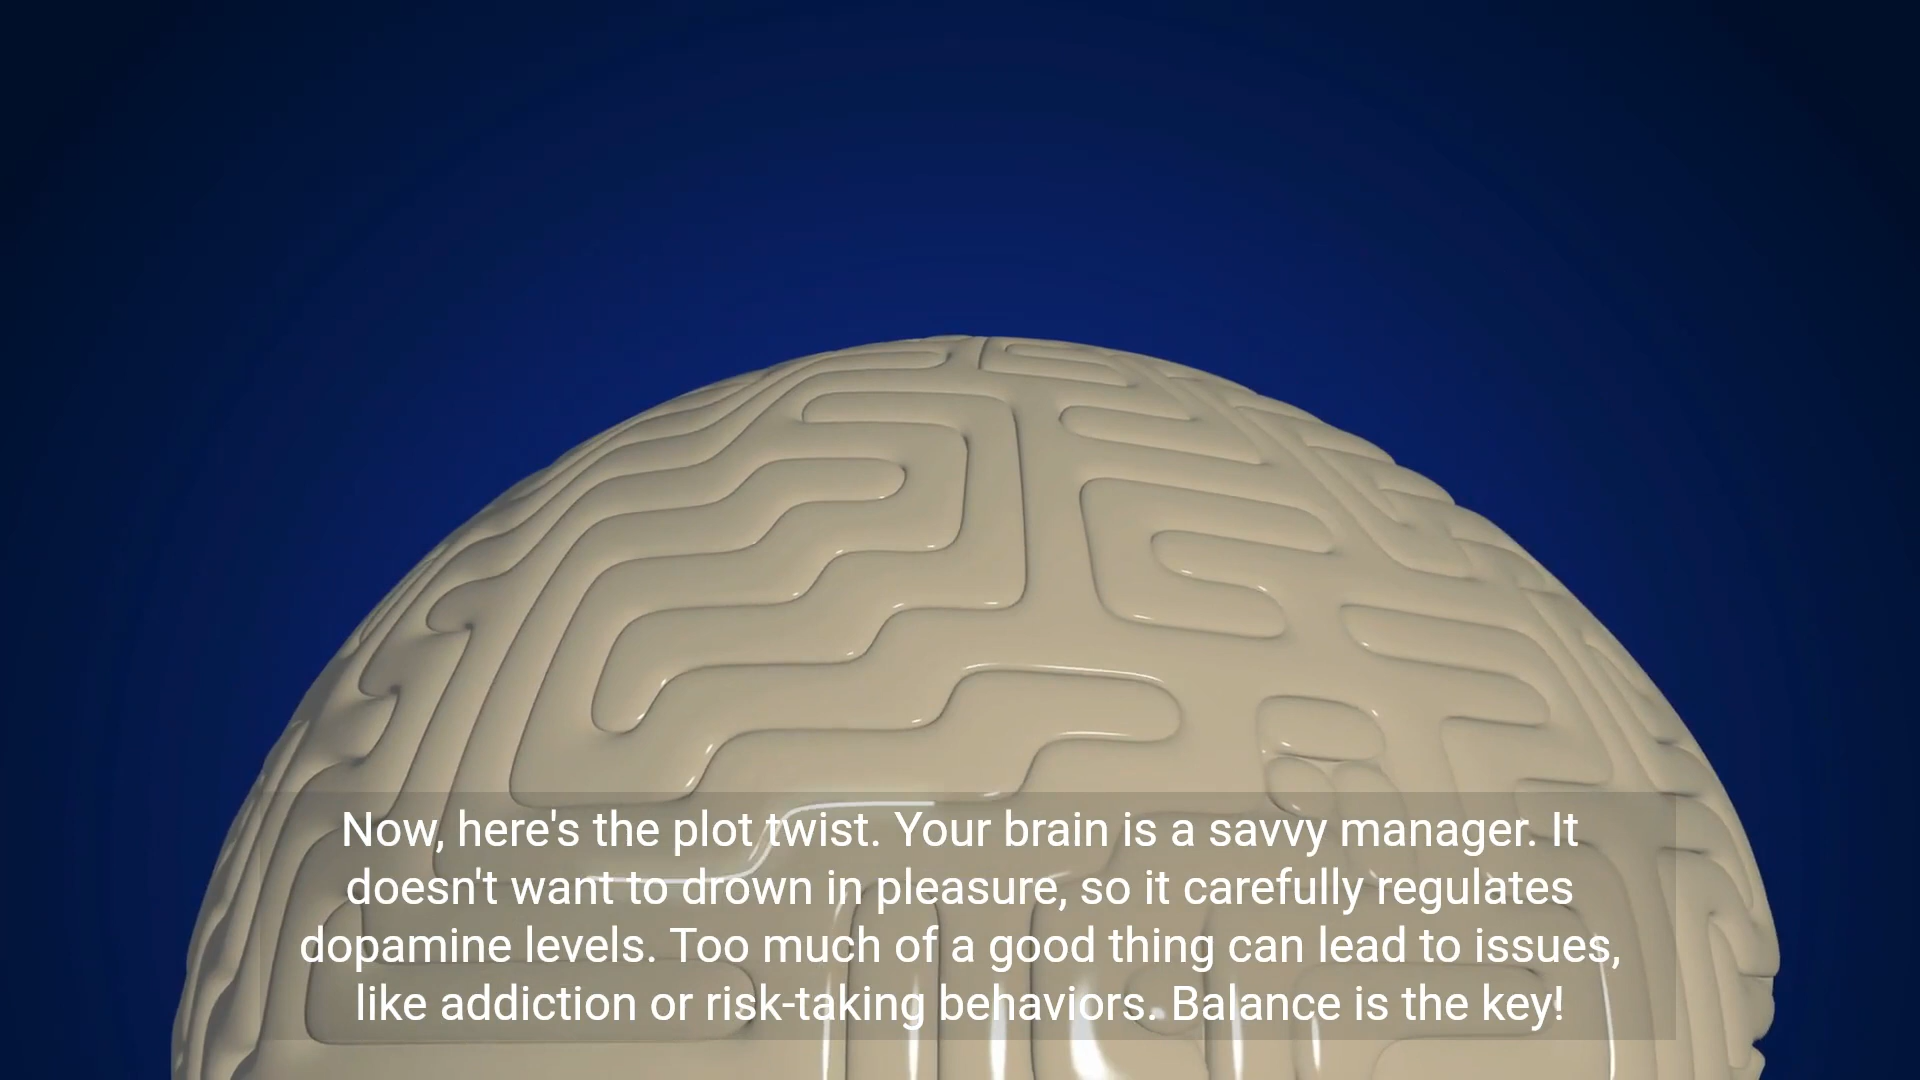 Now, here's the plot twist. Your brain is a savvy manager. It
doesn't want to drown in pleasure, so it carefully regulates
dopamine levels. Too much of a good thing can lead to issues,
like addiction or risk-taking behaviors. Balance is the key!